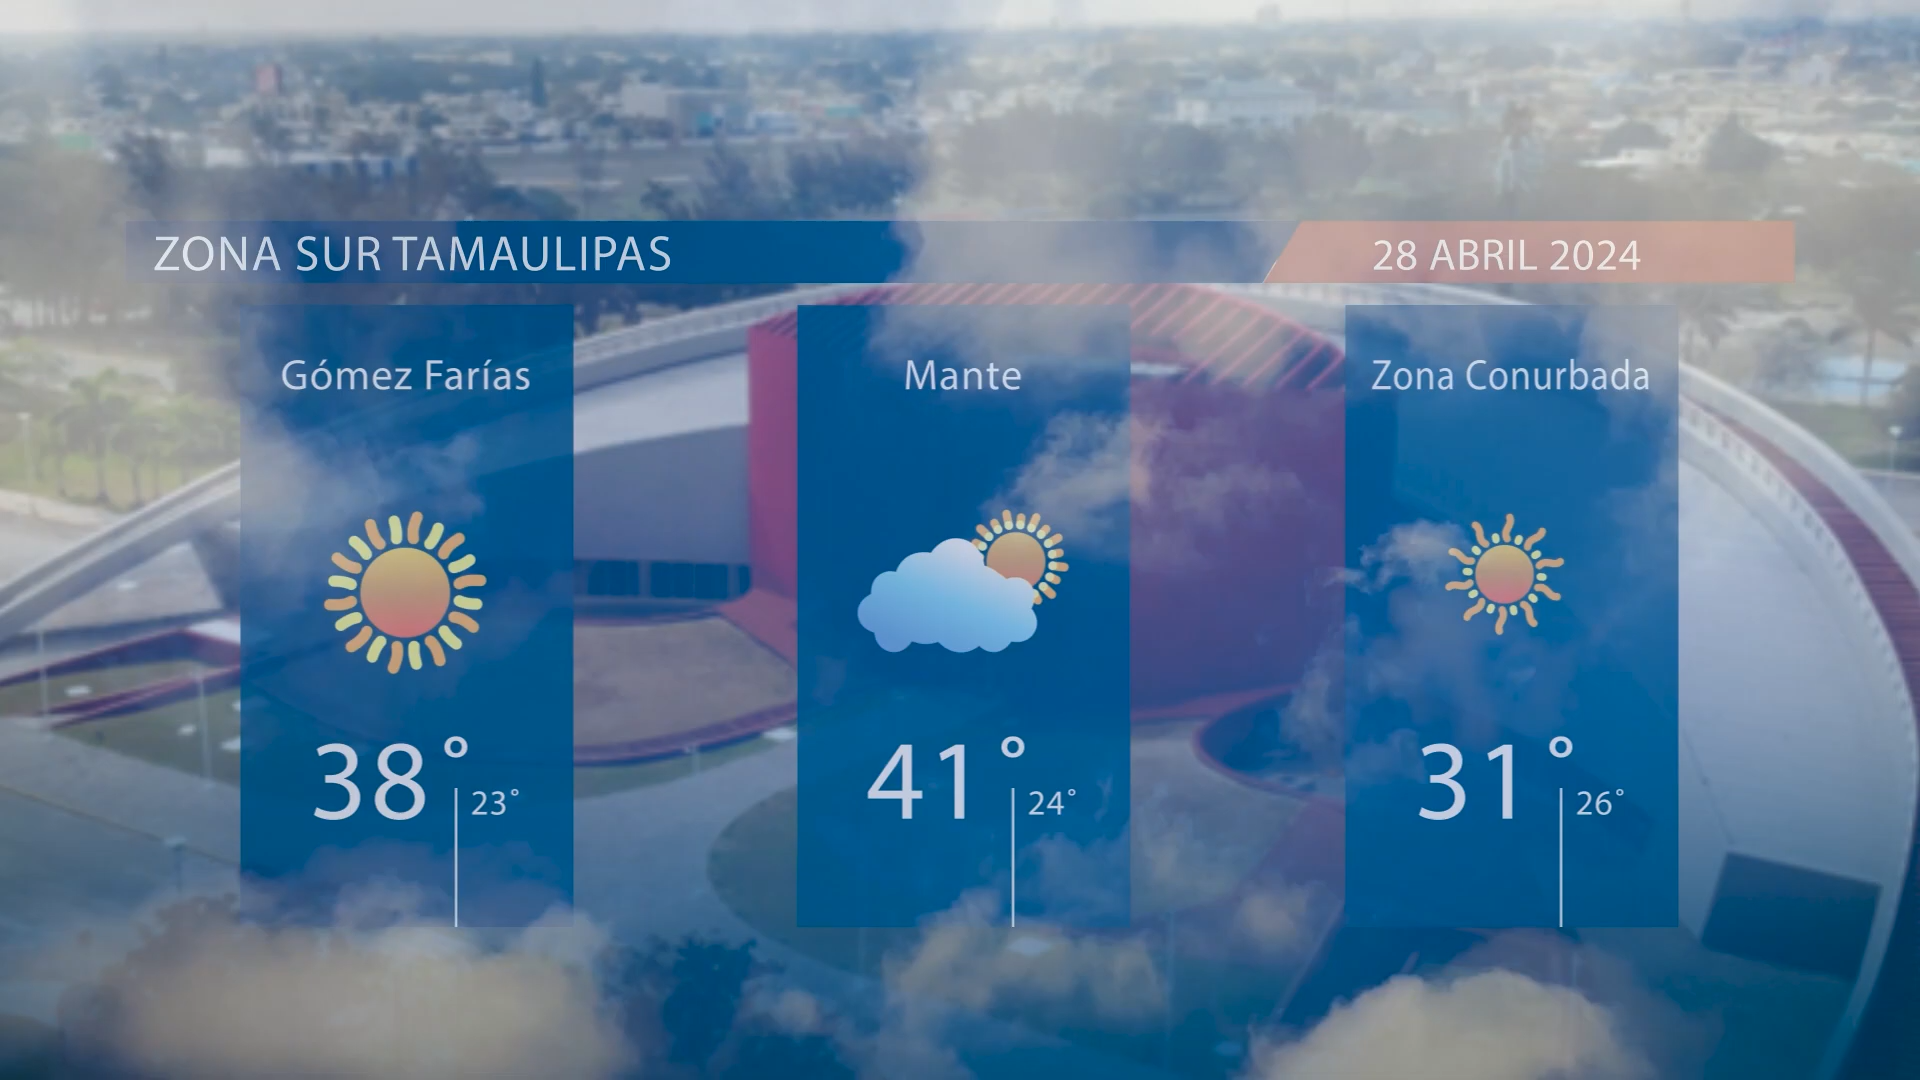 ZONA SUR TAMAULIPAS
28 ABRIL 2024
Gómez Farías
38°
23°
Mante
41°
24°
Zona Conurbada
31°
26°